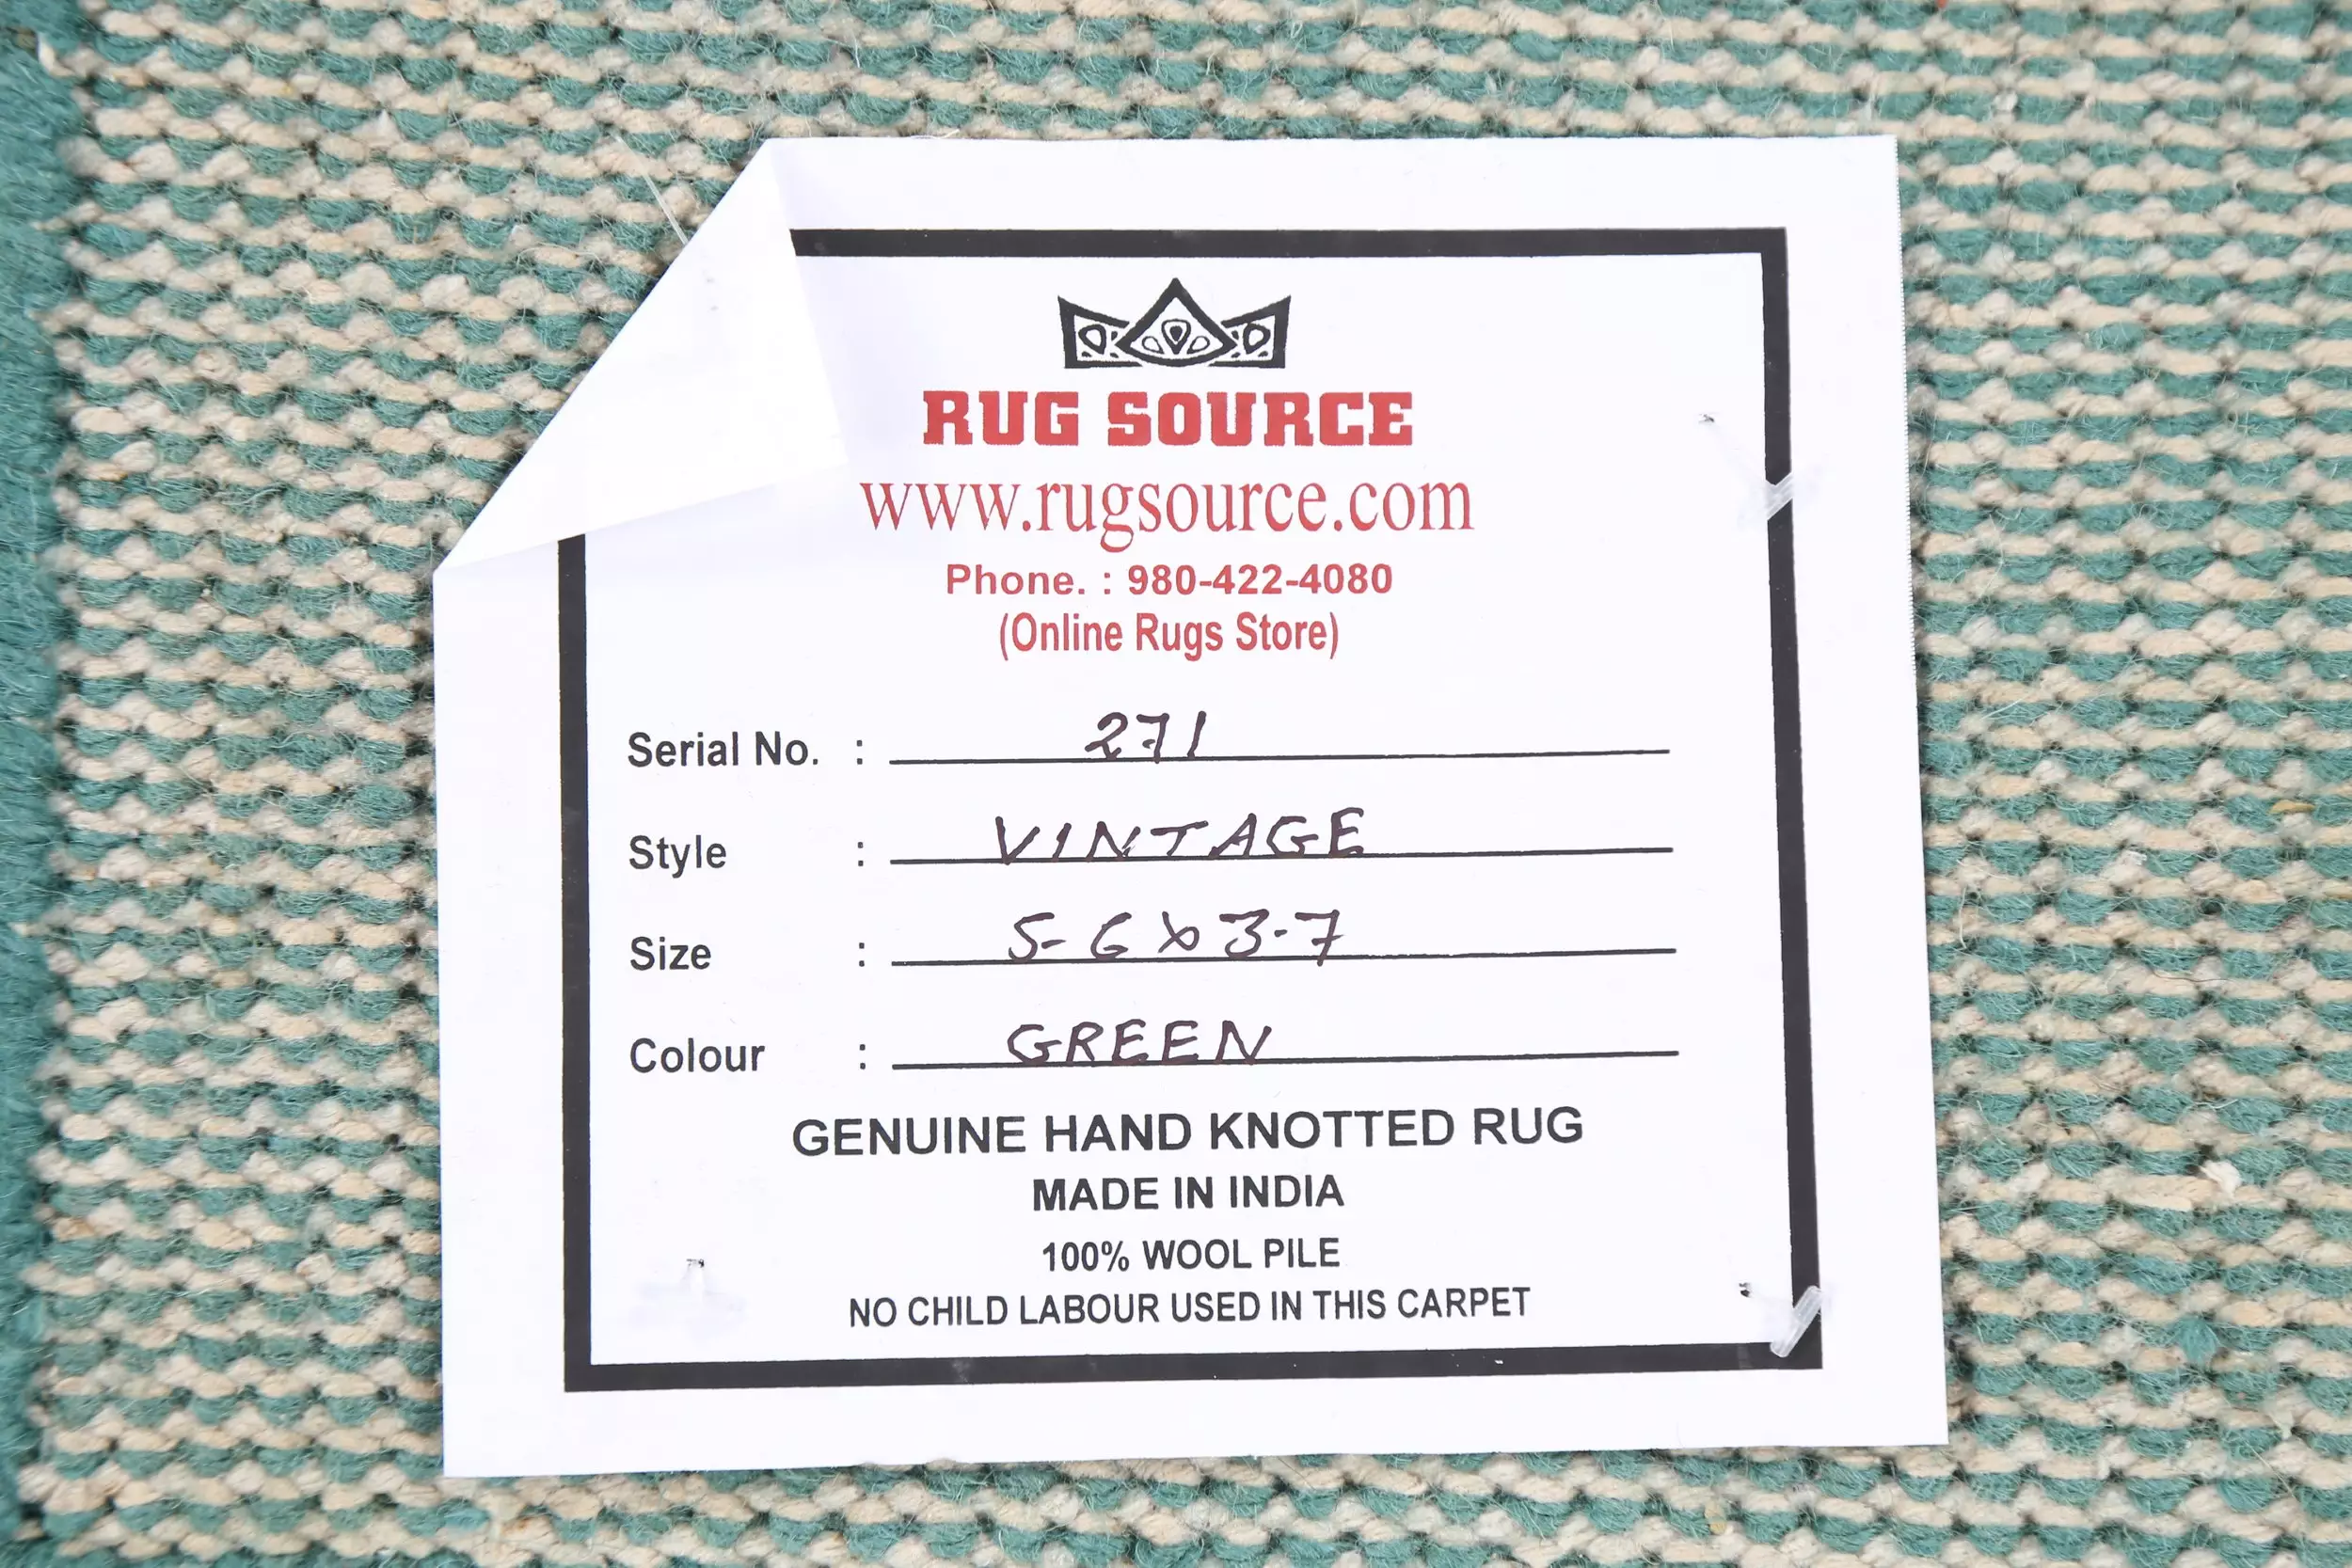 RUG SOURCE
www.rugsource.com
Phone. : 980-422-4080
(Online Rugs Store)
Serial No. : 271
Style : VINTAGE
Size : 5-6 x 3-7
Colour : GREEN
GENUINE HAND KNOTTED RUG
MADE IN INDIA
100% WOOL PILE
NO CHILD LABOUR USED IN THIS CARPET